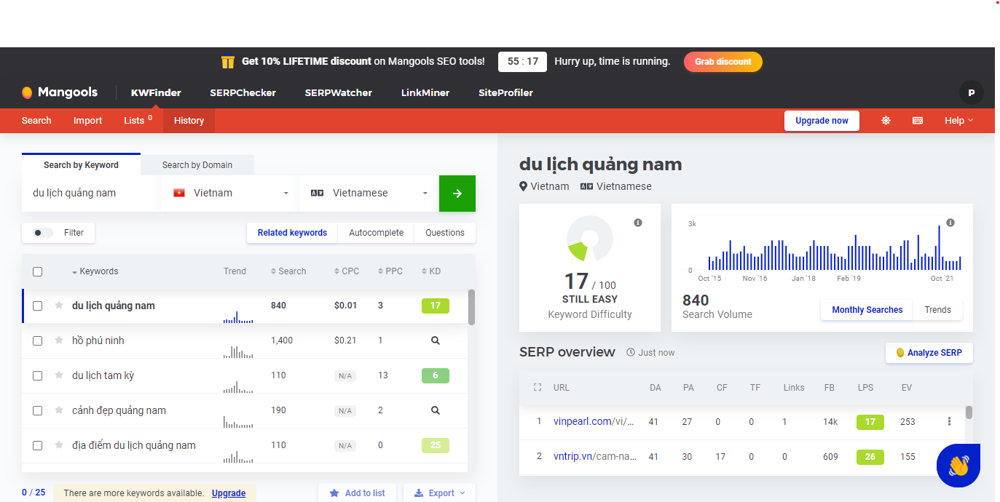 Get 10% LIFETIME discount on Mangools SEO tools! 55 : 17 Hurry up, time is running. Grab discount
Mangools KWFinder SERPChecker SERPWatcher LinkMiner SiteProfiler P
Search Import Lists 0 History Upgrade now Help
Search by Keyword Search by Domain
du lịch quảng nam Vietnam Vietnamese
Filter Related keywords Autocomplete Questions
Keywords Trend Search CPC PPC KD
du lịch quảng nam 840 $0.01 3 17
hồ phú ninh 1,400 $0.21 1
du lịch tam kỳ 110 N/A 13 6
cảnh đẹp quảng nam 190 N/A 2
địa điểm du lịch quảng nam 110 N/A 0 25
0 / 25 There are more keywords available. Upgrade Add to list Export
du lịch quảng nam
Vietnam Vietnamese
17 / 100
STILL EASY
Keyword Difficulty
3k
0
Oct '15 Nov '16 Jan '18 Feb '19 Oct '21
840
Search Volume
Monthly Searches Trends
SERP overview Just now Analyze SERP
URL DA PA CF TF Links FB LPS EV
1 vinpearl.com/vi/... 41 27 0 0 1 14k 17 253
2 vntrip.vn/cam-na... 41 30 17 0 0 609 26 155